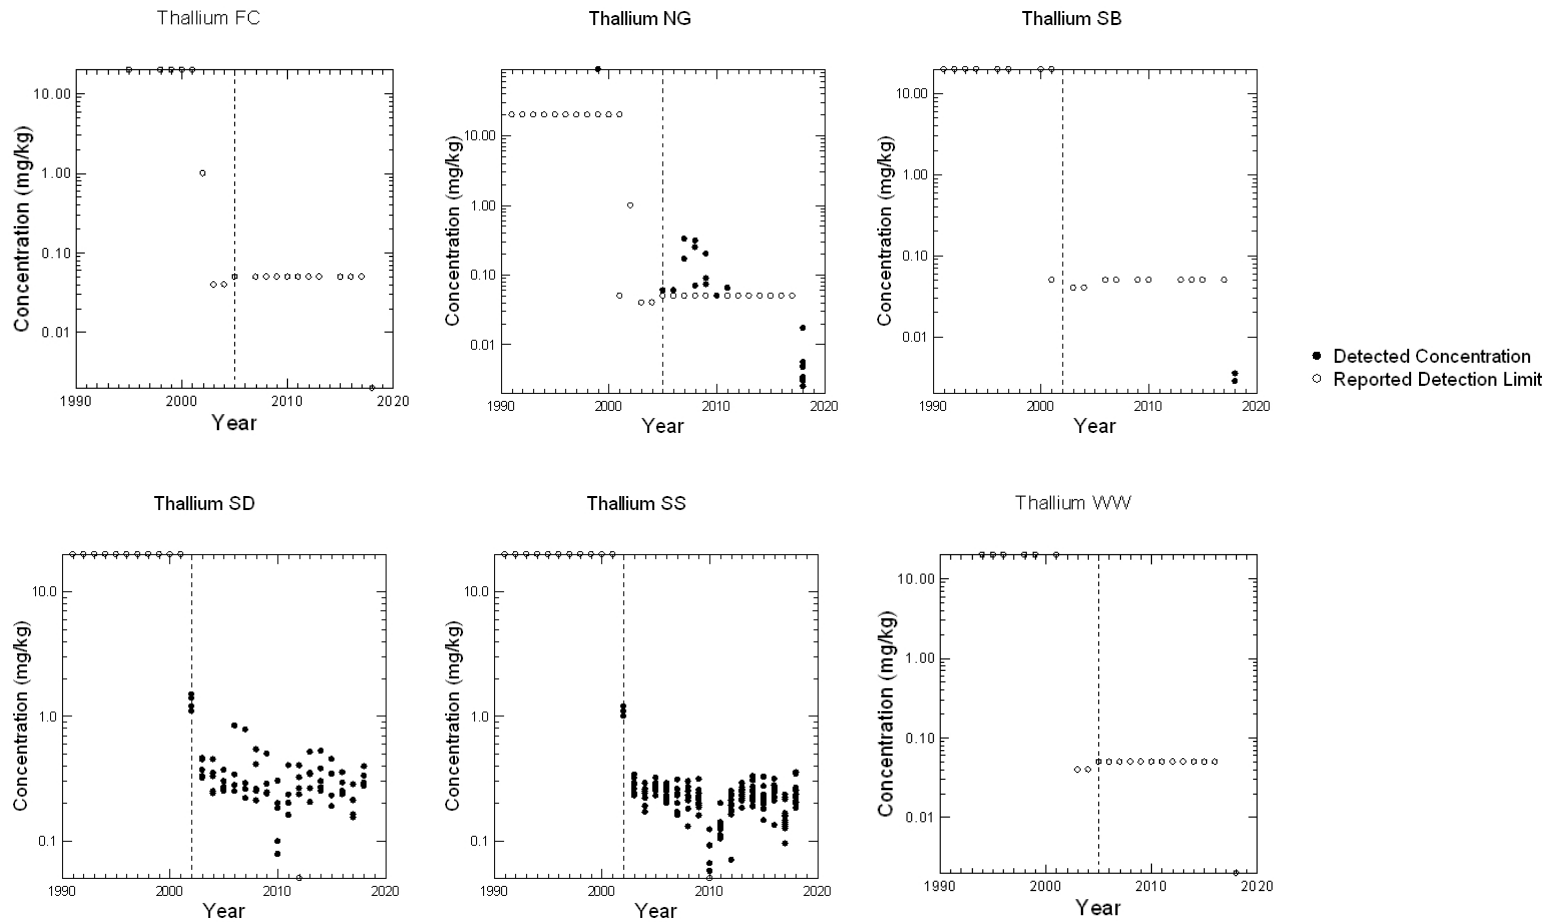 Thallium FC
Thallium NG
Thallium SB
Concentration (mg/kg)
10.00
1.00
0.10
0.01
1990
2000
2010
2020
Year
Concentration (mg/kg)
10.00
1.00
0.10
0.01
1990
2000
2010
2020
Year
Concentration (mg/kg)
10.00
1.00
0.10
0.01
1990
2000
2010
2020
Year
Detected Concentration
Reported Detection Limit
Thallium SD
Thallium SS
Thallium WW
Concentration (mg/kg)
10.0
1.0
0.1
1990
2000
2010
2020
Year
Concentration (mg/kg)
10.0
1.0
0.1
1990
2000
2010
2020
Year
Concentration (mg/kg)
10.00
1.00
0.10
0.01
1990
2000
2010
2020
Year